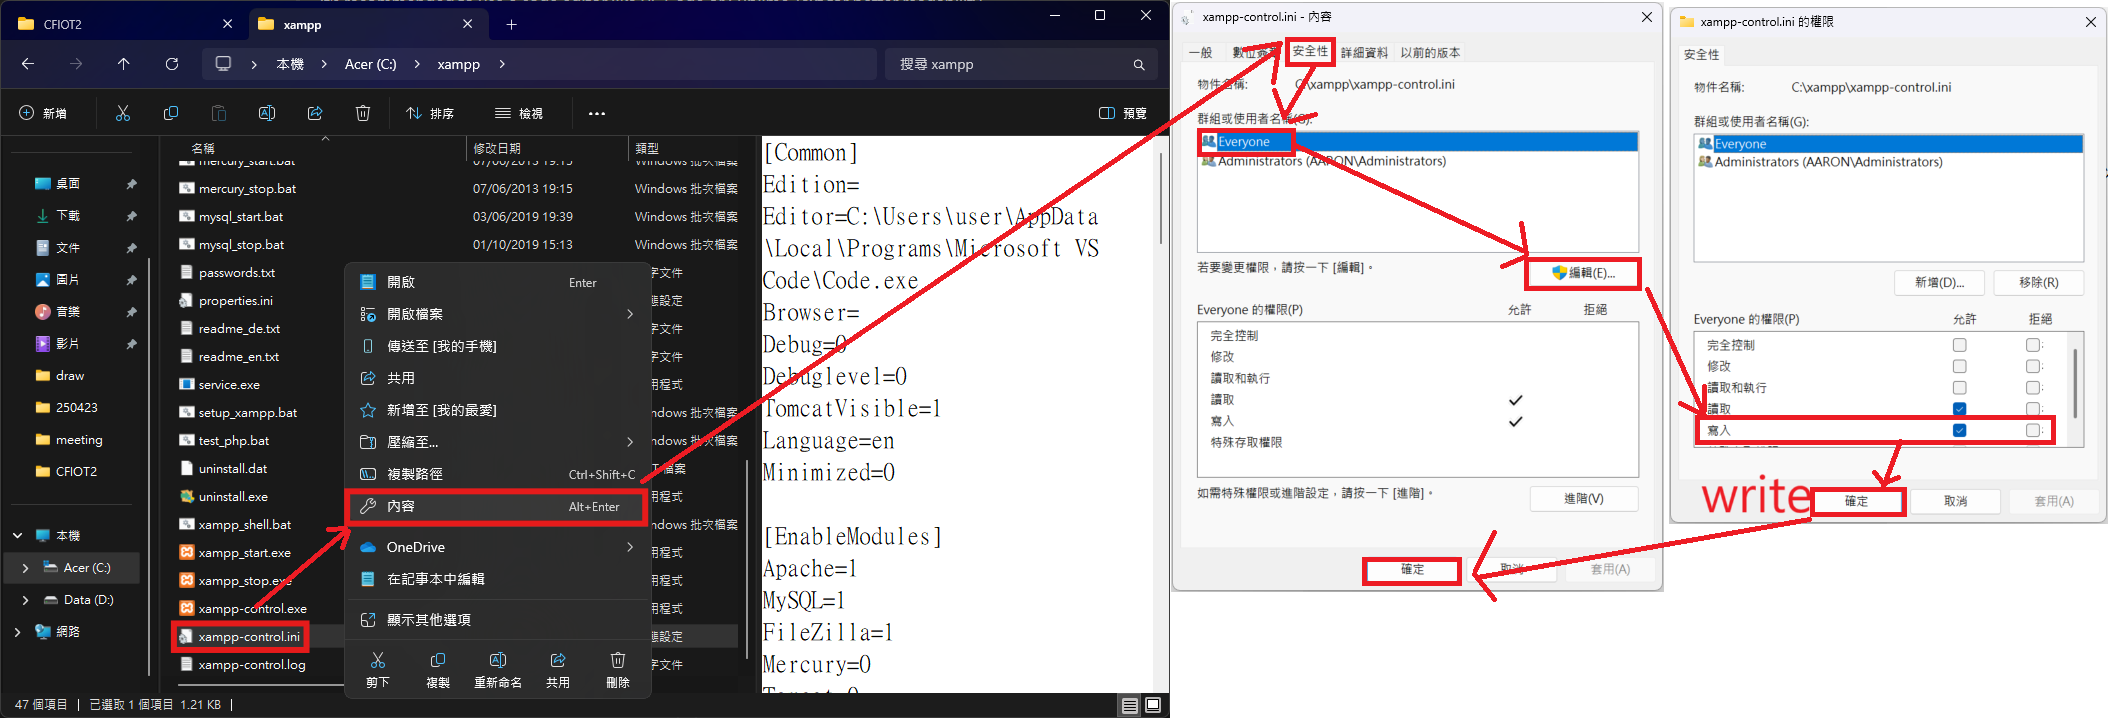 CFIOT2
xampp
本機
Acer (C:)
xampp
搜尋 xampp
新增
排序
檢視
預覽
桌面
下載
文件
圖片
音樂
影片
draw
250423
meeting
CFIOT2
本機
Acer (C:)
Data (D:)
網路
名稱 修改日期 類型
mercury_start.bat 07/06/2013 19:15 Windows 批次檔案
mercury_stop.bat 07/06/2013 19:15 Windows 批次檔案
mysql_start.bat 03/06/2019 19:39 Windows 批次檔案
mysql_stop.bat 01/10/2019 15:13 Windows 批次檔案
passwords.txt 字文件
properties.ini 態設定
readme_de.txt 字文件
readme_en.txt 字文件
service.exe 用程式
setup_xampp.bat Windows 批次檔案
test_php.bat Windows 批次檔案
uninstall.dat 檔案
uninstall.exe 用程式
xampp_shell.bat Windows 批次檔案
xampp_start.exe 用程式
xampp_stop.exe 用程式
xampp-control.exe 用程式
xampp-control.ini 態設定
xampp-control.log 字文件
開啟 Enter
開啟檔案
傳送至 [我的手機]
共用
新增至 [我的最愛]
壓縮至...
複製路徑 Ctrl+Shift+C
內容 Alt+Enter
OneDrive
在記事本中編輯
顯示其他選項
剪下 複製 重新命名 共用 刪除
47 個項目 | 已選取 1 個項目 1.21 KB |
[Common]
Edition=
Editor=C:\Users\user\AppData
\Local\Programs\Microsoft VS
Code\Code.exe
Browser=
Debug=0
Debuglevel=0
TomcatVisible=1
Language=en
Minimized=0
[EnableModules]
Apache=1
MySQL=1
FileZilla=1
Mercury=0
Tomcat=0
xampp-control.ini - 內容
一般 數位簽章 安全性 詳細資料 以前的版本
物件名稱: C:\xampp\xampp-control.ini
群組或使用者名稱(G):
Everyone
Administrators (AARON\Administrators)
若要變更權限，請按一下 [編輯]。
編輯(E)...
Everyone 的權限(P) 允許 拒絕
完全控制
修改
讀取和執行
讀取
寫入
特殊存取權限
如需特殊權限或進階設定，請按一下 [進階]。
進階(V)
確定 取消 套用(A)
xampp-control.ini 的權限
安全性
物件名稱: C:\xampp\xampp-control.ini
群組或使用者名稱(G):
Everyone
Administrators (AARON\Administrators)
新增(D)... 移除(R)
Everyone 的權限(P) 允許 拒絕
完全控制
修改
讀取和執行
讀取
寫入
write
確定 取消 套用(A)